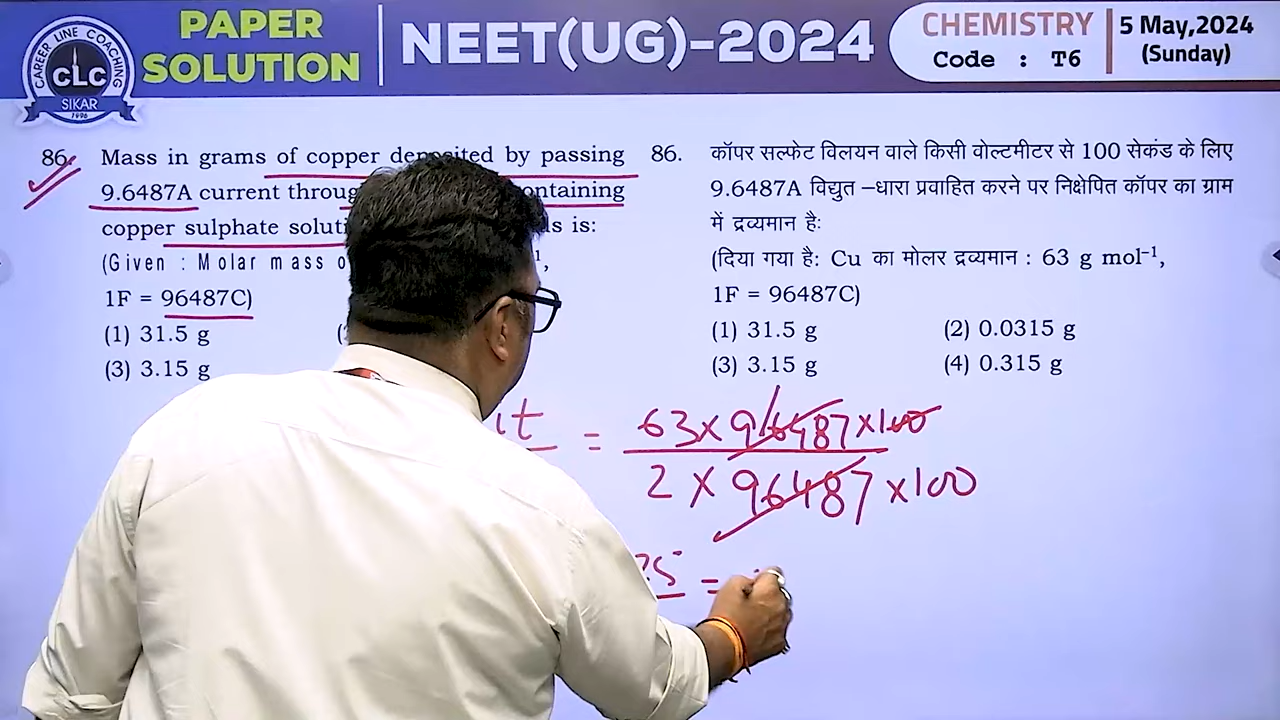 CAREER LINE COACHING
CLC
SIKAR
1996
PAPER
SOLUTION
NEET(UG)-2024
CHEMISTRY
Code : T6
5 May,2024
(Sunday)
86. Mass in grams of copper deposited by passing
9.6487A current
copper sulphate is:
(Given : Molar mass
1F = 96487C)
(1) 31.5 g
(3) 3.15 g
86. कॉपर सल्फेट विलयन वाले किसी वोल्टमीटर से 100 सेकंड के लिए
9.6487A विद्युत –धारा प्रवाहित करने पर निक्षेपित कॉपर का ग्राम
में द्रव्यमान है:
(दिया गया है: Cu का मोलर द्रव्यमान : 63 g mol⁻¹,
1F = 96487C)
(1) 31.5 g (2) 0.0315 g
(3) 3.15 g (4) 0.315 g
it = 63×96487×100
2 × 96487 ×100
=